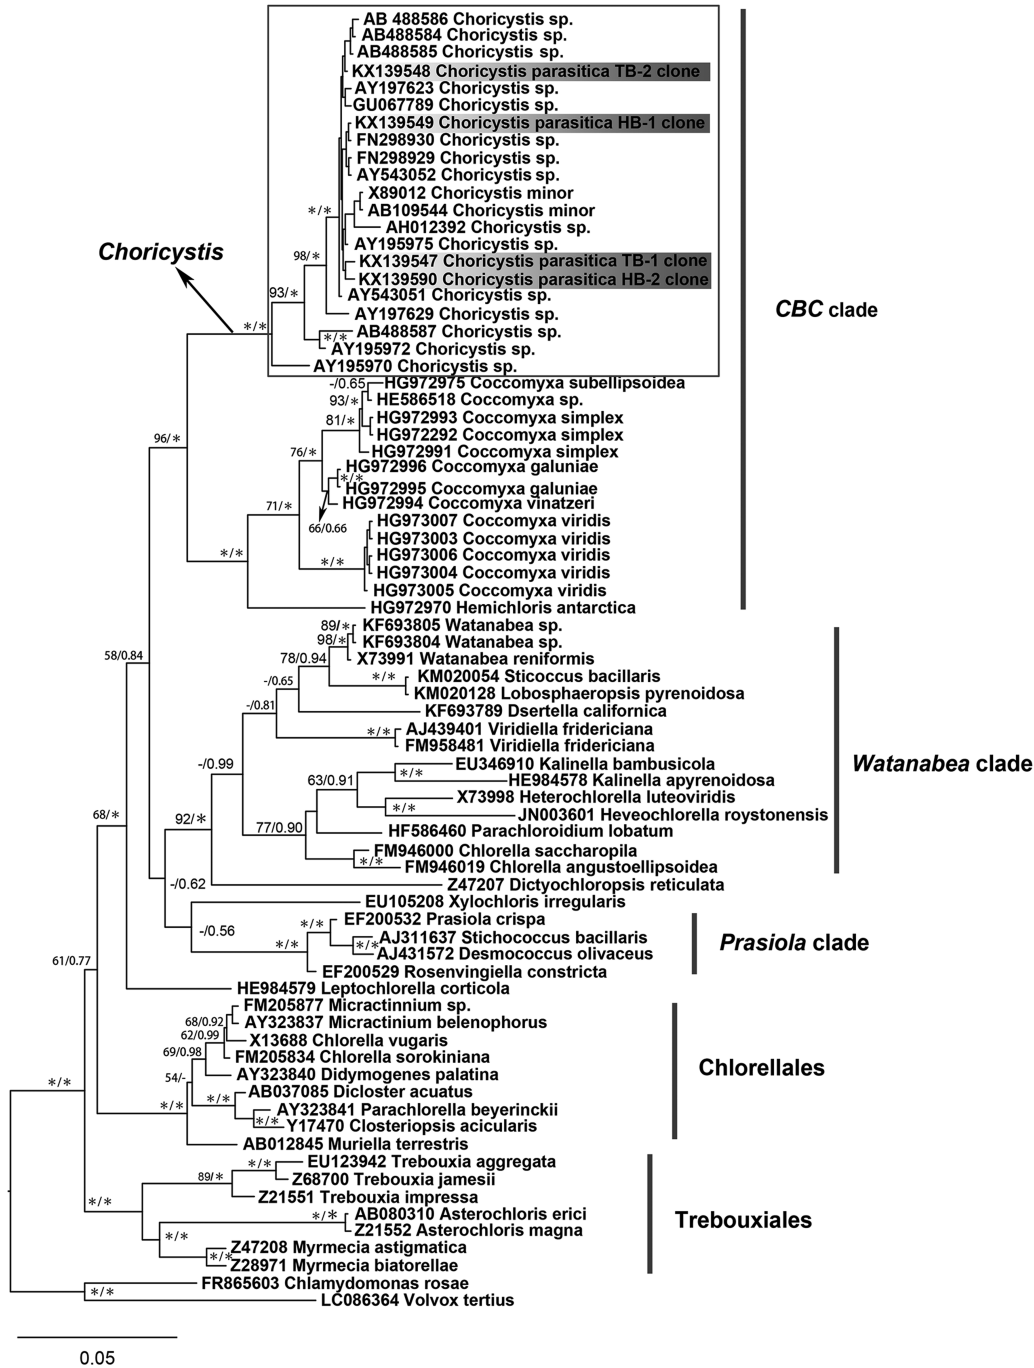 AB 488586 Choricystis sp.
AB488584 Choricystis sp.
AB488585 Choricystis sp.
KX139548 Choricystis parasitica TB-2 clone
AY197623 Choricystis sp.
GU067789 Choricystis sp.
KX139549 Choricystis parasitica HB-1 clone
FN298930 Choricystis sp.
FN298929 Choricystis sp.
AY543052 Choricystis sp.
X89012 Choricystis minor
*/*
AB109544 Choricystis minor
AH012392 Choricystis sp.
AY195975 Choricystis sp.
Choricystis
98/*
KX139547 Choricystis parasitica TB-1 clone
KX139590 Choricystis parasitica HB-2 clone
93/*
AY543051 Choricystis sp.
CBC clade
AY197629 Choricystis sp.
*/*
AB488587 Choricystis sp.
*/*
AY195972 Choricystis sp.
AY195970 Choricystis sp.
-/0.65
HG972975 Coccomyxa subellipsoidea
93/*
HE586518 Coccomyxa sp.
81/*
HG972993 Coccomyxa simplex
HG972292 Coccomyxa simplex
96/*
76/*
HG972991 Coccomyxa simplex
HG972996 Coccomyxa galuniae
*/*
HG972995 Coccomyxa galuniae
71/*
HG972994 Coccomyxa vinatzeri
66/0.66
HG973007 Coccomyxa viridis
HG973003 Coccomyxa viridis
*/*
*/*
HG973006 Coccomyxa viridis
HG973004 Coccomyxa viridis
HG973005 Coccomyxa viridis
HG972970 Hemichloris antarctica
89/*
KF693805 Watanabea sp.
98/*
KF693804 Watanabea sp.
58/0.84
78/0.94
X73991 Watanabea reniformis
*/*
KM020054 Sticoccus bacillaris
-/0.65
KM020128 Lobosphaeropsis pyrenoidosa
-/0.81
KF693789 Dsertella californica
*/*
AJ439401 Viridiella fridericiana
FM958481 Viridiella fridericiana
-/0.99
EU346910 Kalinella bambusicola
Watanabea clade
63/0.91
*/*
HE984578 Kalinella apyrenoidosa
X73998 Heterochlorella luteoviridis
*/*
68/*
92/*
JN003601 Heveochlorella roystonensis
77/0.90
HF586460 Parachloroidium lobatum
FM946000 Chlorella saccharopila
*/*
FM946019 Chlorella angustoellipsoidea
-/0.62
Z47207 Dictyochloropsis reticulata
EU105208 Xylochloris irregularis
-/0.56
*/*
EF200532 Prasiola crispa
*/*
AJ311637 Stichococcus bacillaris
*/*
Prasiola clade
AJ431572 Desmococcus olivaceus
61/0.77
EF200529 Rosenvingiella constricta
HE984579 Leptochlorella corticola
FM205877 Micractinnium sp.
68/0.92
AY323837 Micractinium belenophorus
62/0.99
X13688 Chlorella vugaris
69/0.98
FM205834 Chlorella sorokiniana
Chlorellales
54/-
AY323840 Didymogenes palatina
*/*
*/*
AB037085 Dicloster acuatus
*/*
AY323841 Parachlorella beyerinckii
*/*
Y17470 Closteriopsis acicularis
AB012845 Muriella terrestris
*/*
EU123942 Trebouxia aggregata
89/*
Z68700 Trebouxia jamesii
*/*
Z21551 Trebouxia impressa
*/*
AB080310 Asterochloris erici
Trebouxiales
Z21552 Asterochloris magna
*/*
Z47208 Myrmecia astigmatica
*/*
Z28971 Myrmecia biatorellae
FR865603 Chlamydomonas rosae
*/*
LC086364 Volvox tertius
0.05